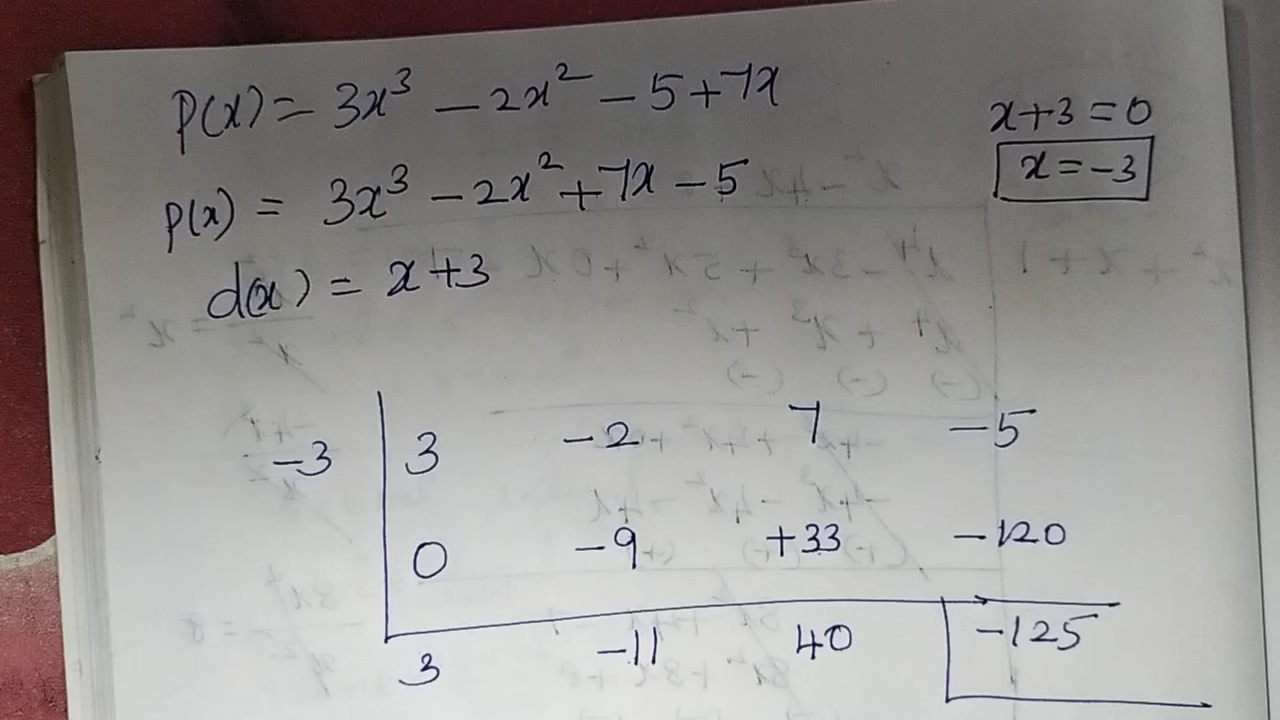 P(x) = 3x³ - 2x² - 5 + 7x
x + 3 = 0
P(x) = 3x³ - 2x² + 7x - 5
x = -3
d(x) = x + 3
-3 3 -2 7 -5
0 -9 +33 -120
3 -11 40 -125